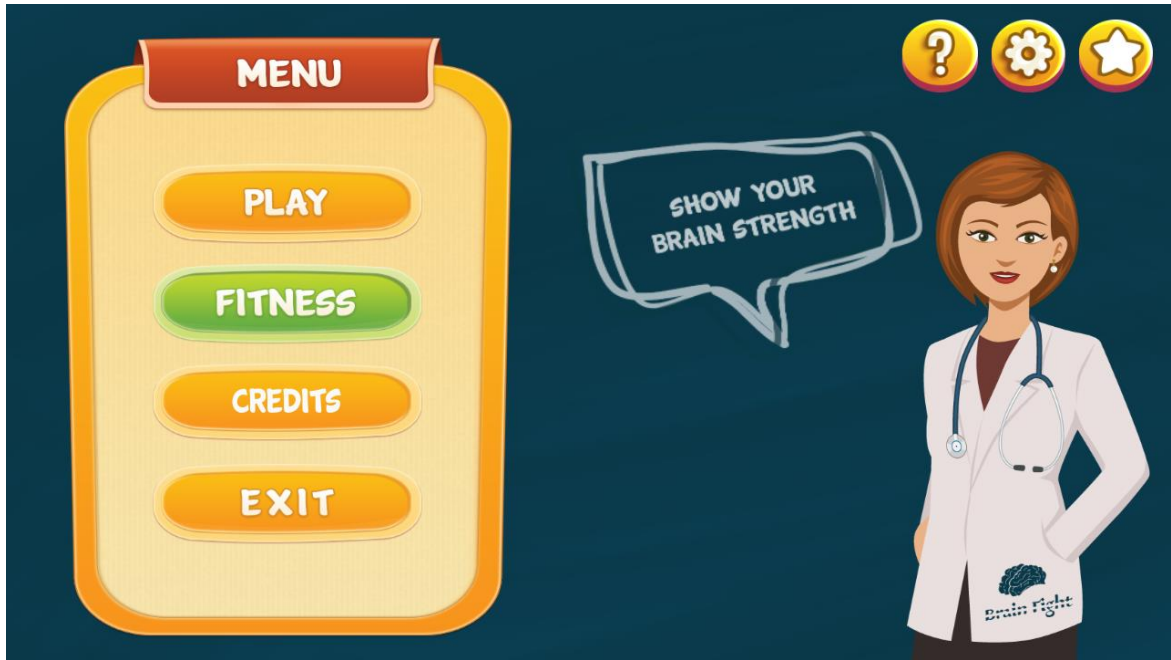 MENU
PLAY
FITNESS
CREDITS
EXIT
?
SHOW YOUR
BRAIN STRENGTH
Brain Fight